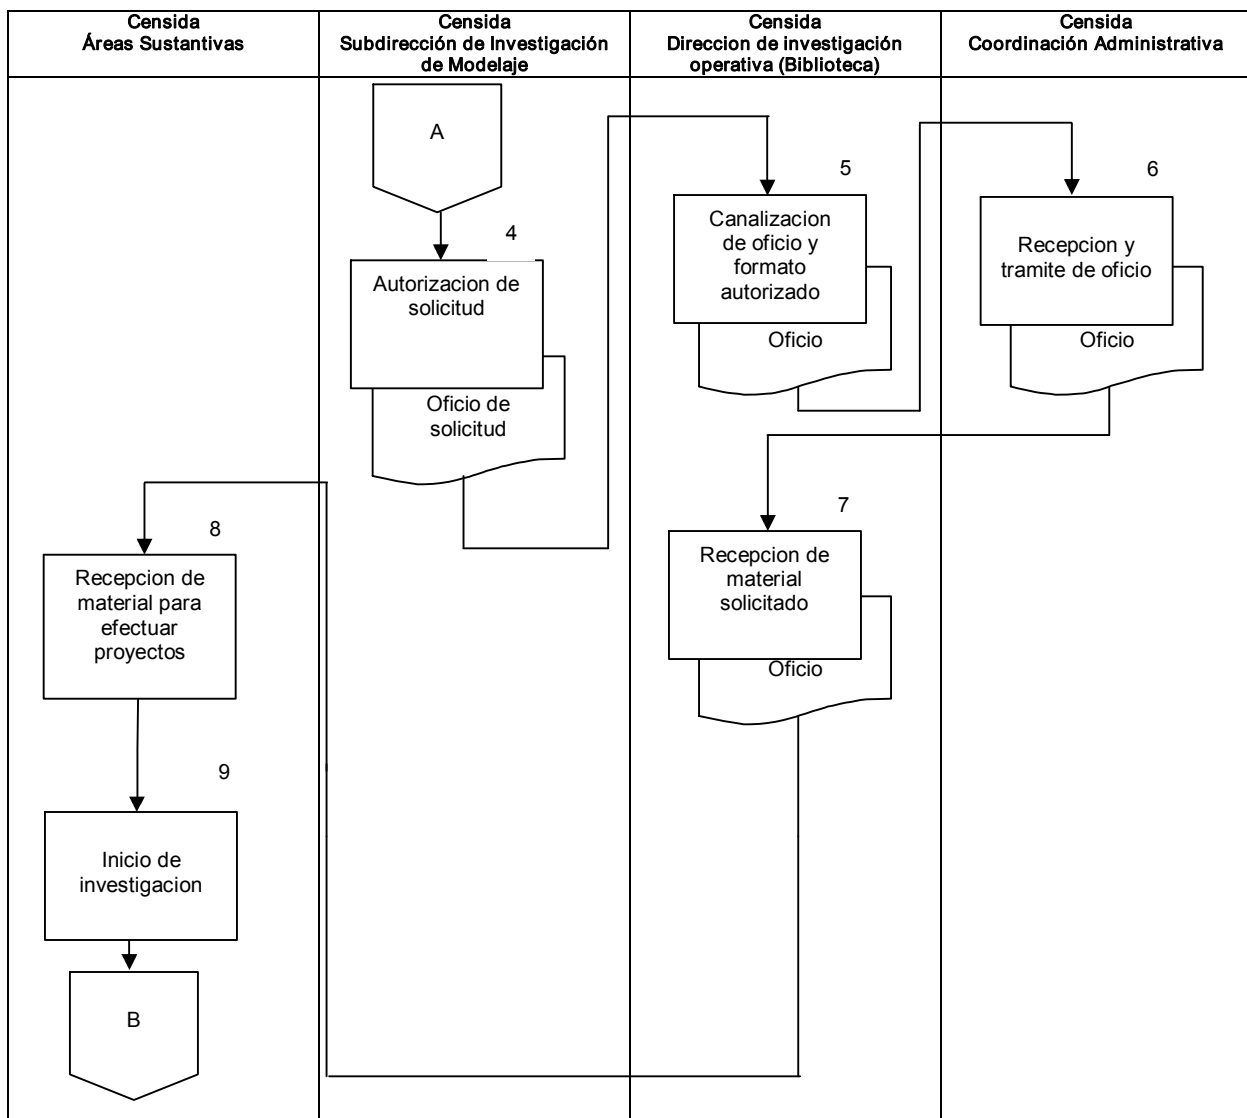 Censida
Áreas Sustantivas
Censida
Subdirección de Investigación
de Modelaje
Censida
Direccion de investigación
operativa (Biblioteca)
Censida
Coordinación Administrativa
A
4
Autorizacion de
solicitud
Oficio de
solicitud
5
Canalizacion
de oficio y
formato
autorizado
Oficio
6
Recepcion y
tramite de oficio
Oficio
7
Recepcion de
material
solicitado
Oficio
8
Recepcion de
material para
efectuar
proyectos
9
Inicio de
investigacion
B